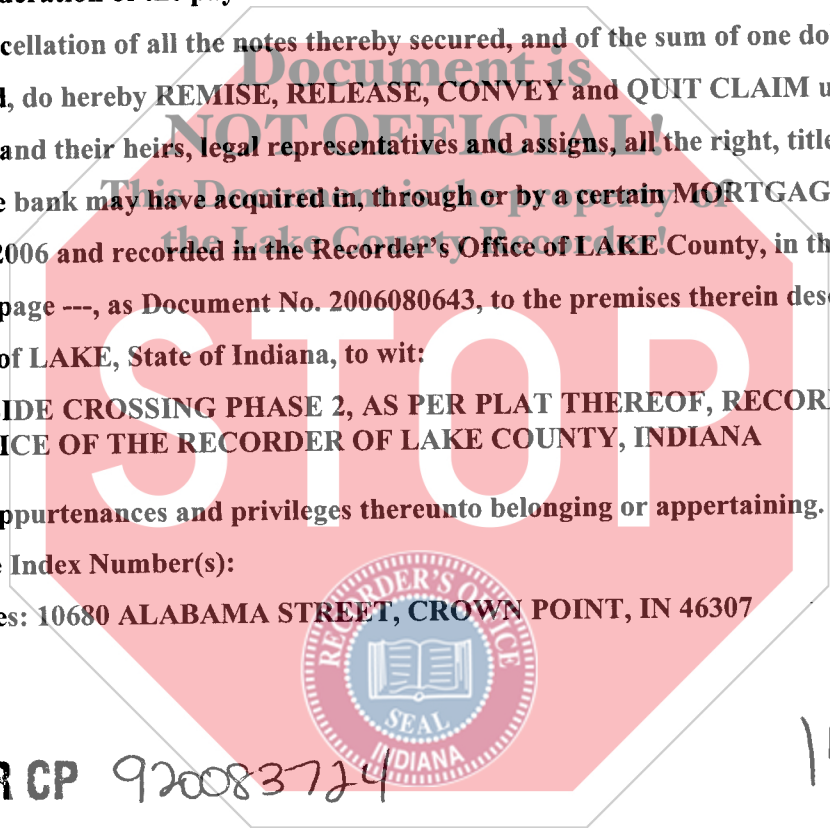 cellation of all the notes thereby secured, and of the sum of one do
Document is
, do hereby REMISE, RELEASE, CONVEY and QUIT CLAIM u
NOT OFFICIAL!
and their heirs, legal representatives and assigns, all the right, title
e bank may have acquired in, through or by a certain MORTGAG
This Document is the property of
2006 and recorded in the Recorder's Office of LAKE County, in th
the Lake County Recorder!
page ---, as Document No. 2006080643, to the premises therein desc
of LAKE, State of Indiana, to wit:
STOP
IDE CROSSING PHASE 2, AS PER PLAT THEREOF, RECOR
ICE OF THE RECORDER OF LAKE COUNTY, INDIANA
ppurtenances and privileges thereunto belonging or appertaining.
e Index Number(s):
es: 10680 ALABAMA STREET, CROWN POINT, IN 46307
RECORDER'S OFFICE
SEAL
INDIANA
R CP 920083724